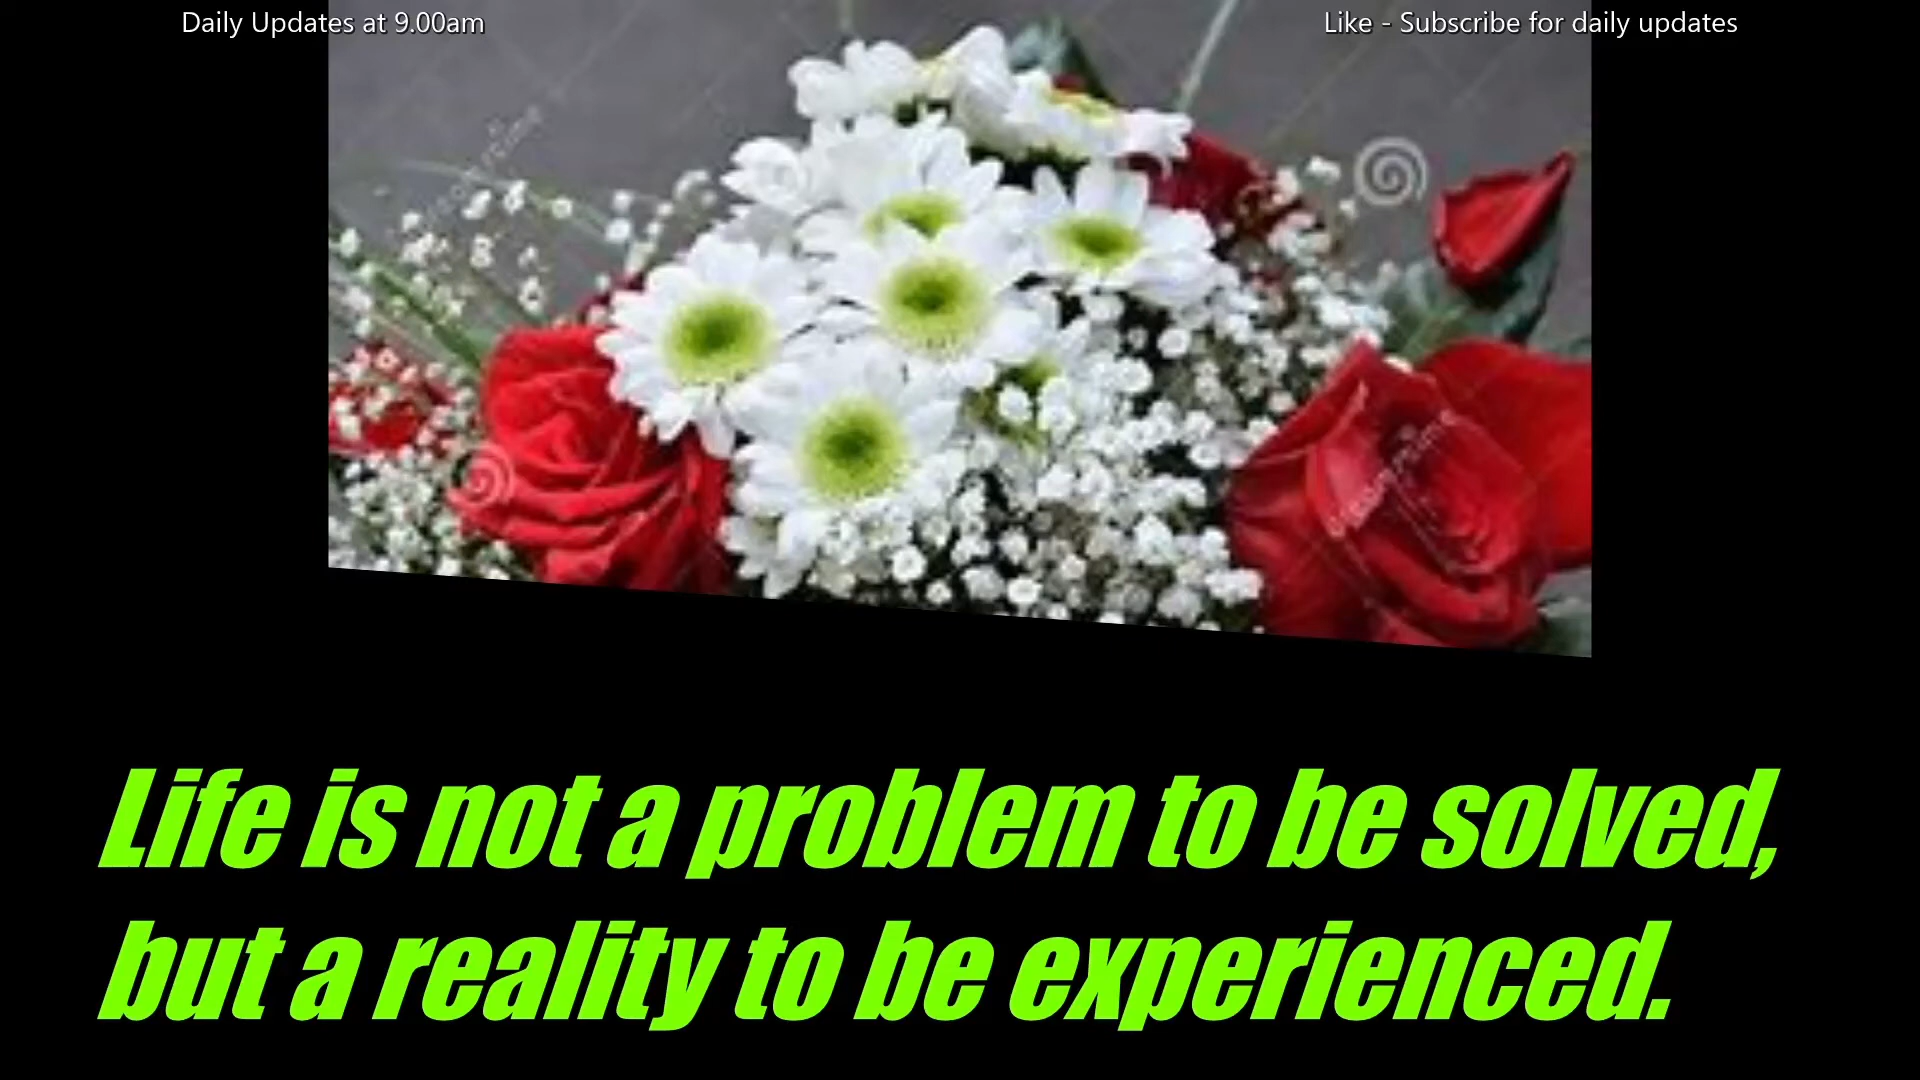 Daily Updates at 9.00am
Like - Subscribe for daily updates
Life is not a problem to be solved,
but a reality to be experienced.